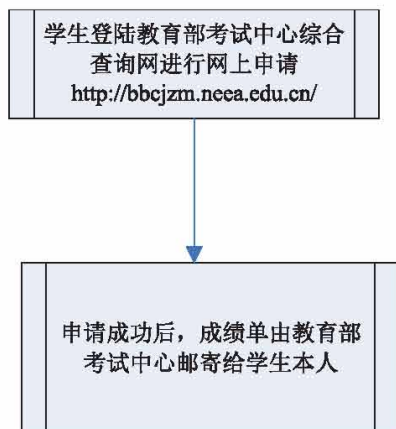 学生登陆教育部考试中心综合
查询网进行网上申请
http://bbcjzm.neea.edu.cn/
申请成功后，成绩单由教育部
考试中心邮寄给学生本人